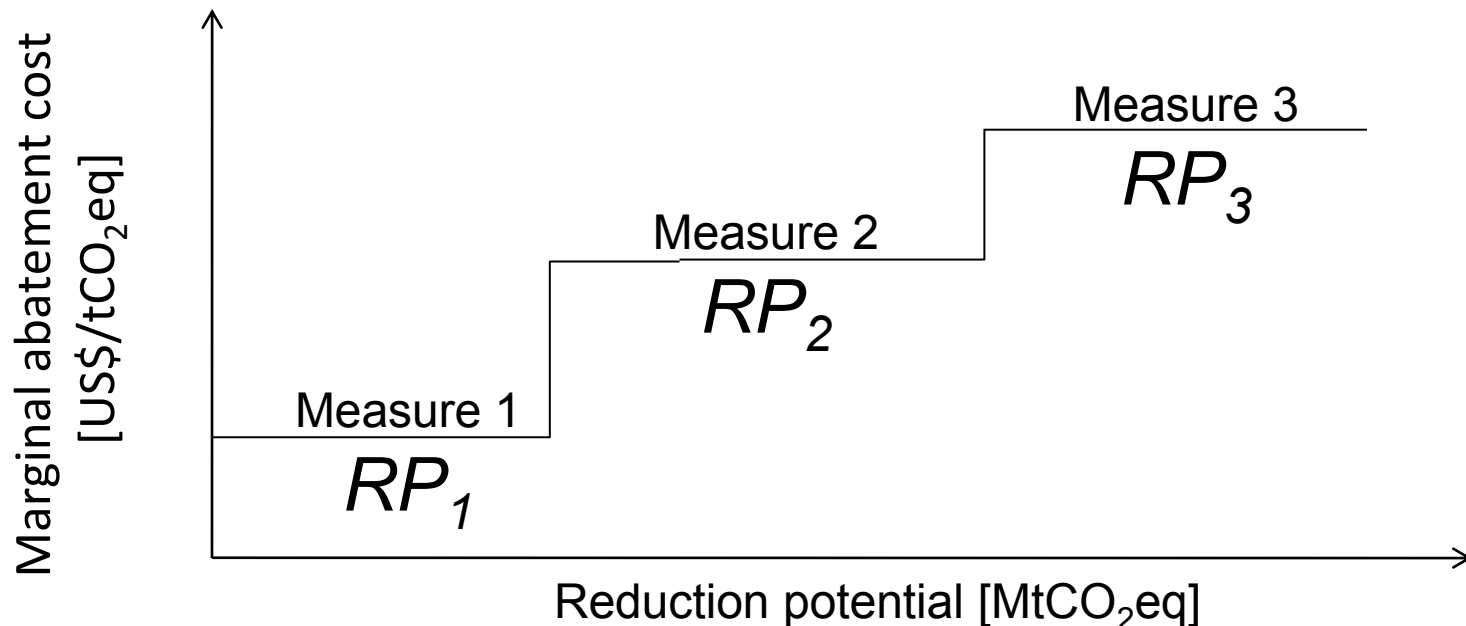 Marginal abatement cost
[US$/tCO₂eq]
Measure 3
RP₃
Measure 2
RP₂
Measure 1
RP₁
Reduction potential [MtCO₂eq]